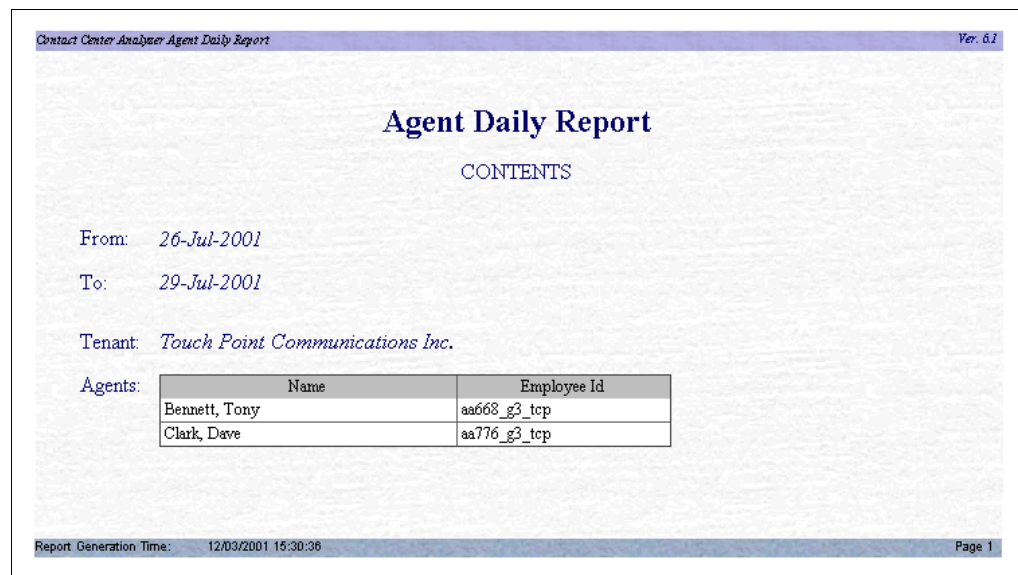 Contact Center Analyzer Agent Daily Report Ver. 6.1
Agent Daily Report
CONTENTS
From: 26-Jul-2001
To: 29-Jul-2001
Tenant: Touch Point Communications Inc.
Agents: Name Employee Id
Bennett, Tony aa668_g3_tcp
Clark, Dave aa776_g3_tcp
Report Generation Time: 12/03/2001 15:30:36 Page 1